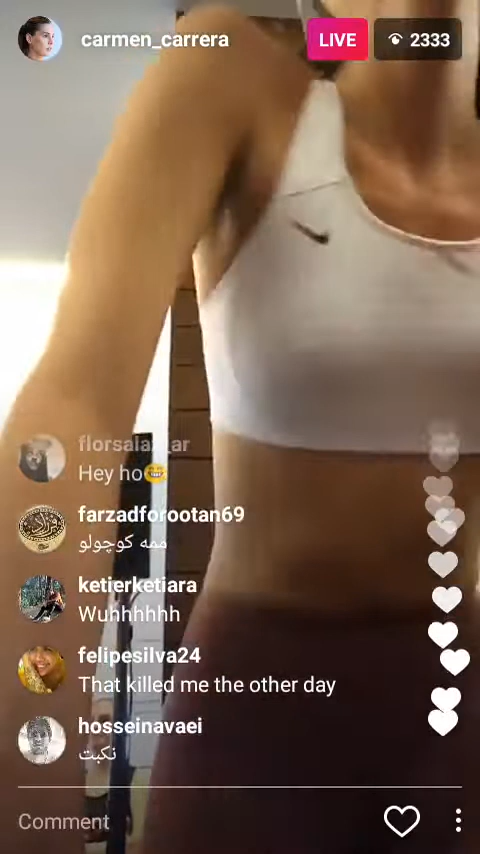 carmen_carrera
LIVE
2333
Hey ho😁
farzadforootan69
ممه کوچولو
ketierketiara
Wuhhhhhh
felipesilva24
That killed me the other day
hosseinavaei
نکبت
Comment